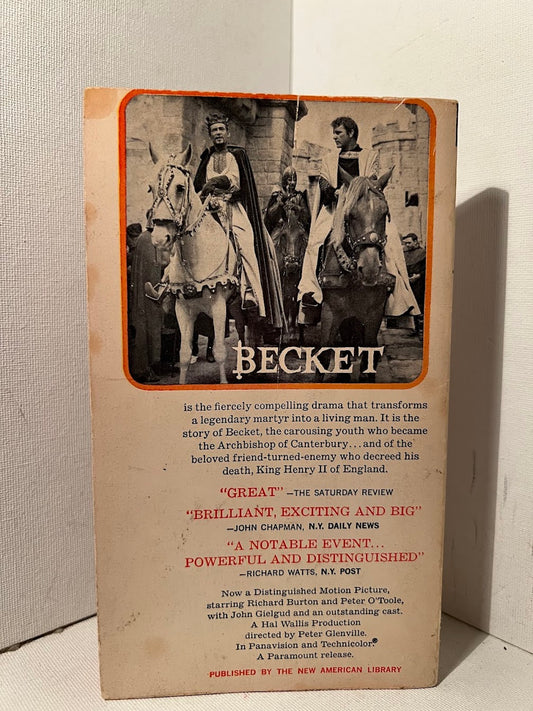 BECKET
is the fiercely compelling drama that transforms
a legendary martyr into a living man. It is the
story of Becket, the carousing youth who became
the Archbishop of Canterbury...and of the
beloved friend-turned-enemy who decreed his
death, King Henry II of England.
"GREAT" —THE SATURDAY REVIEW
"BRILLIANT, EXCITING AND BIG"
—JOHN CHAPMAN, N.Y. DAILY NEWS
"A NOTABLE EVENT...
POWERFUL AND DISTINGUISHED"
—RICHARD WATTS, N.Y. POST
Now a Distinguished Motion Picture,
starring Richard Burton and Peter O'Toole,
with John Gielgud and an outstanding cast.
A Hal Wallis Production
directed by Peter Glenville.
In Panavision and Technicolor.®
A Paramount release.
PUBLISHED BY THE NEW AMERICAN LIBRARY